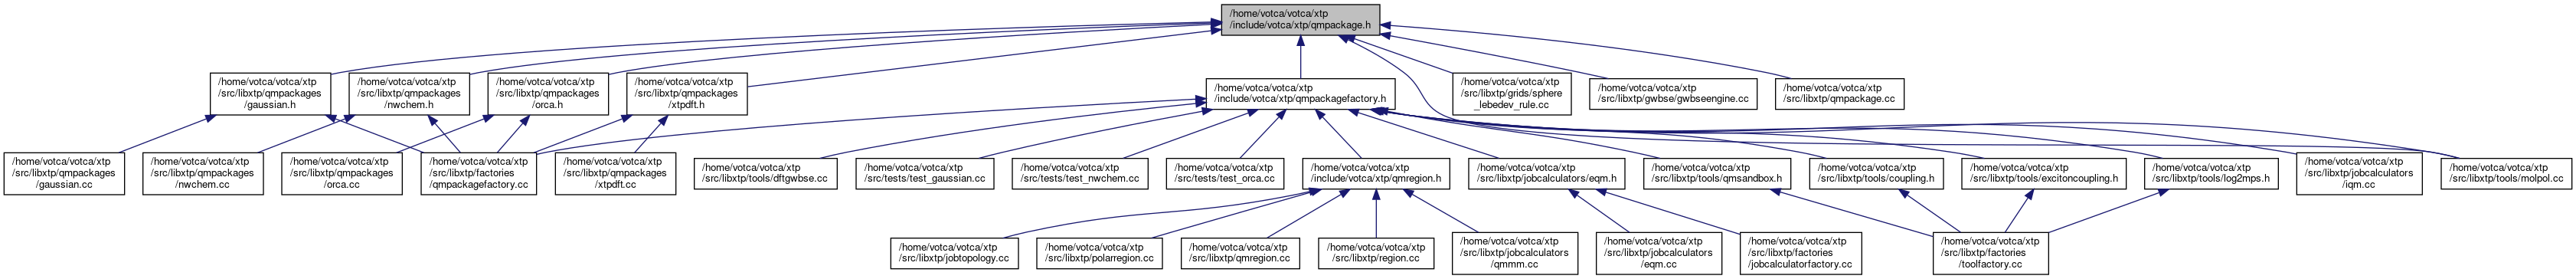 /home/votca/votca/xtp
/include/votca/xtp/qmpackage.h
/home/votca/votca/xtp
/src/libxtp/qmpackages
/gaussian.h
/home/votca/votca/xtp
/src/libxtp/qmpackages
/nwchem.h
/home/votca/votca/xtp
/src/libxtp/qmpackages
/orca.h
/home/votca/votca/xtp
/src/libxtp/qmpackages
/xtpdft.h
/home/votca/votca/xtp
/include/votca/xtp/qmpackagefactory.h
/home/votca/votca/xtp
/src/libxtp/grids/sphere
_lebedev_rule.cc
/home/votca/votca/xtp
/src/libxtp/gwbse/gwbseengine.cc
/home/votca/votca/xtp
/src/libxtp/qmpackage.cc
/home/votca/votca/xtp
/src/libxtp/qmpackages
/gaussian.cc
/home/votca/votca/xtp
/src/libxtp/qmpackages
/nwchem.cc
/home/votca/votca/xtp
/src/libxtp/qmpackages
/orca.cc
/home/votca/votca/xtp
/src/libxtp/factories
/qmpackagefactory.cc
/home/votca/votca/xtp
/src/libxtp/qmpackages
/xtpdft.cc
/home/votca/votca/xtp
/src/libxtp/tools/dftgwbse.cc
/home/votca/votca/xtp
/src/tests/test_gaussian.cc
/home/votca/votca/xtp
/src/tests/test_nwchem.cc
/home/votca/votca/xtp
/src/tests/test_orca.cc
/home/votca/votca/xtp
/include/votca/xtp/qmregion.h
/home/votca/votca/xtp
/src/libxtp/jobcalculators/eqm.h
/home/votca/votca/xtp
/src/libxtp/tools/qmsandbox.h
/home/votca/votca/xtp
/src/libxtp/tools/coupling.h
/home/votca/votca/xtp
/src/libxtp/tools/excitoncoupling.h
/home/votca/votca/xtp
/src/libxtp/tools/log2mps.h
/home/votca/votca/xtp
/src/libxtp/jobcalculators
/iqm.cc
/home/votca/votca/xtp
/src/libxtp/tools/molpol.cc
/home/votca/votca/xtp
/src/libxtp/jobtopology.cc
/home/votca/votca/xtp
/src/libxtp/polarregion.cc
/home/votca/votca/xtp
/src/libxtp/qmregion.cc
/home/votca/votca/xtp
/src/libxtp/region.cc
/home/votca/votca/xtp
/src/libxtp/jobcalculators
/qmmm.cc
/home/votca/votca/xtp
/src/libxtp/jobcalculators
/eqm.cc
/home/votca/votca/xtp
/src/libxtp/factories
/jobcalculatorfactory.cc
/home/votca/votca/xtp
/src/libxtp/factories
/toolfactory.cc